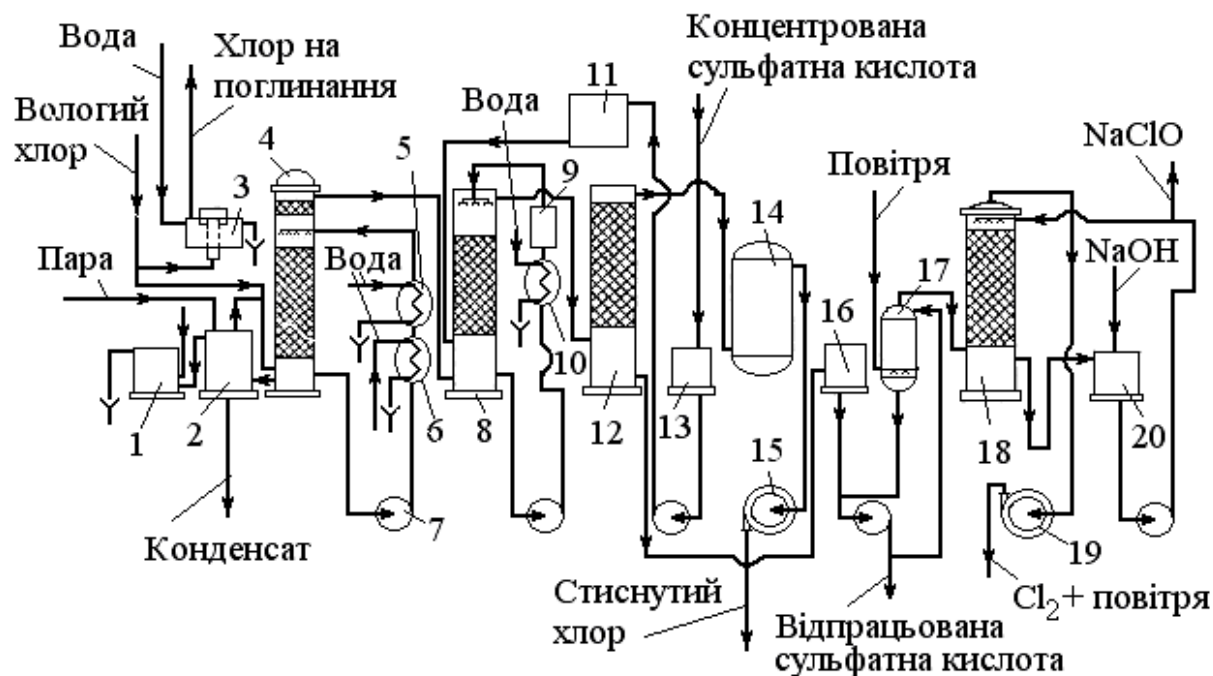 Вода
Хлор на
поглинання
Вологий
хлор
4
3
5
Вода
9
11
Концентрована
сульфатна кислота
Повітря
NaClO
NaOH
Пара
Вода
14
17
16
10
1
2
6
8
12
13
15
18
20
7
19
Конденсат
Стиснутий
хлор
Відпрацьована
сульфатна кислота
Cl₂+ повітря